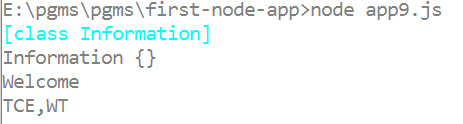 E:\pgms\pgms\first-node-app>node app9.js
[class Information]
Information {}
Welcome
TCE,WT